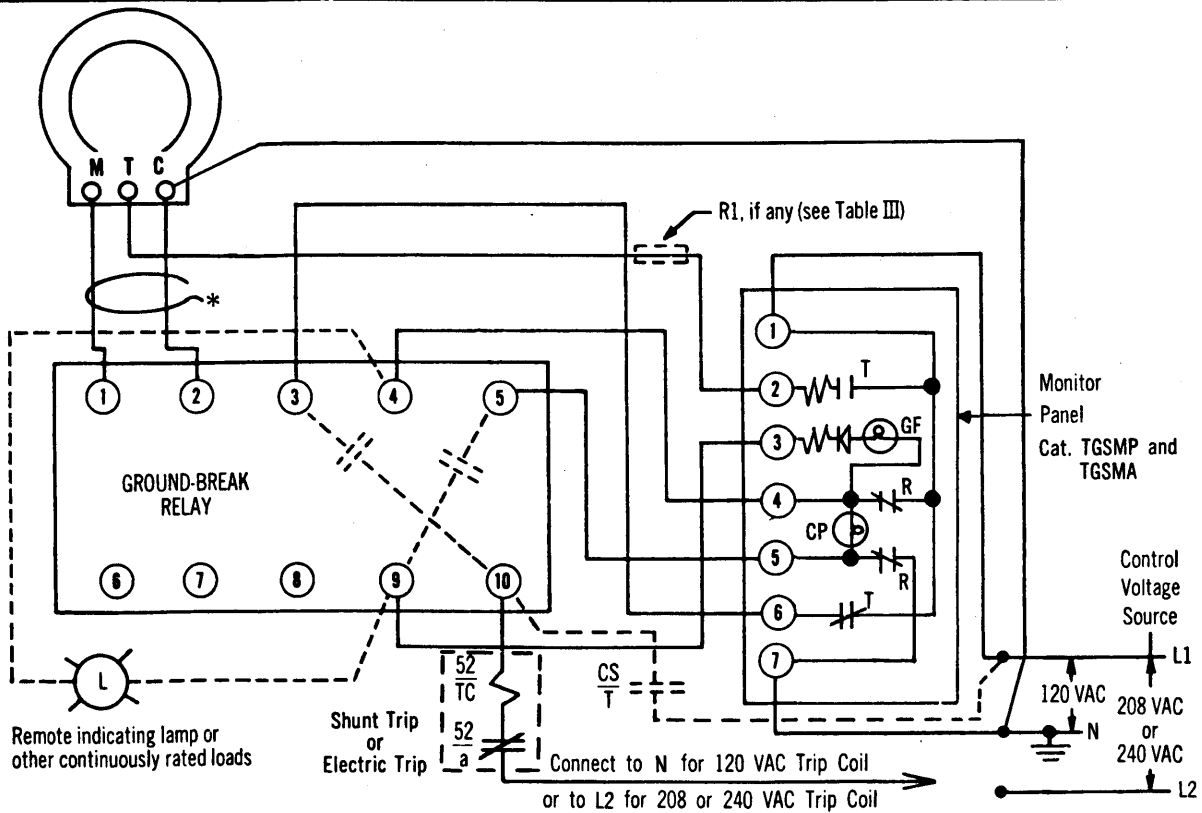 M T C
R1, if any (see Table III)
*
1
2
3
4
5
GROUND-BREAK
RELAY
6
7
8
9
10
1
2
T
3
GF
4
R
CP
5
R
6
T
7
Monitor
Panel
Cat. TGSMP and
TGSMA
Control
Voltage
Source
L1
120 VAC
208 VAC
or
240 VAC
N
L2
L
Remote indicating lamp or
other continuously rated loads
Shunt Trip
or
Electric Trip
52
TC
52
a
CS
T
Connect to N for 120 VAC Trip Coil
or to L2 for 208 or 240 VAC Trip Coil